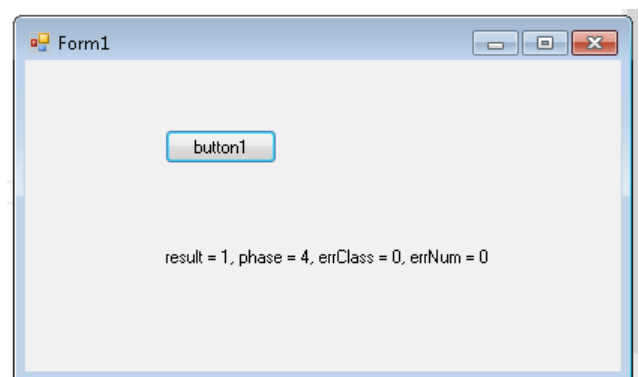 Form1
button1
result = 1, phase = 4, errClass = 0, errNum = 0